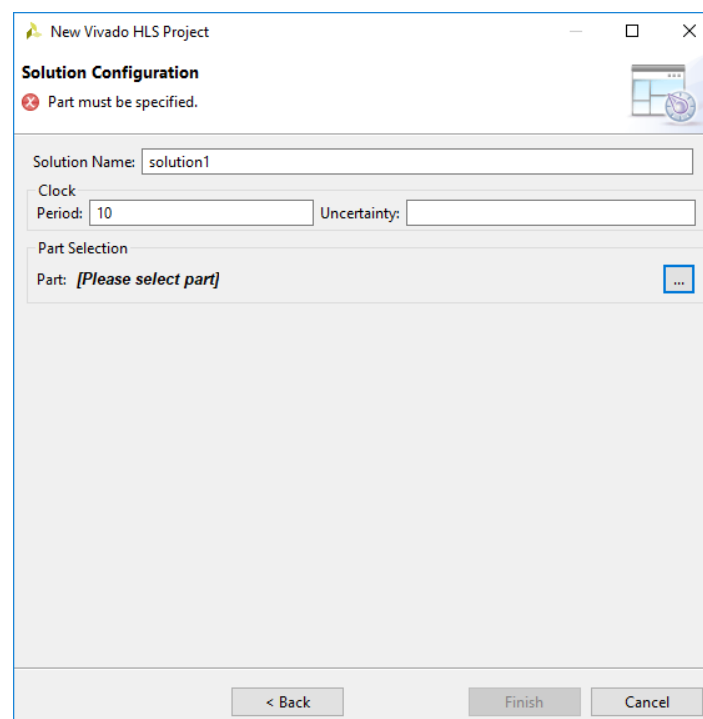 New Vivado HLS Project
Solution Configuration
Part must be specified.
Solution Name: solution1
Clock
Period: 10 Uncertainty:
Part Selection
Part: [Please select part] ...
< Back Finish Cancel